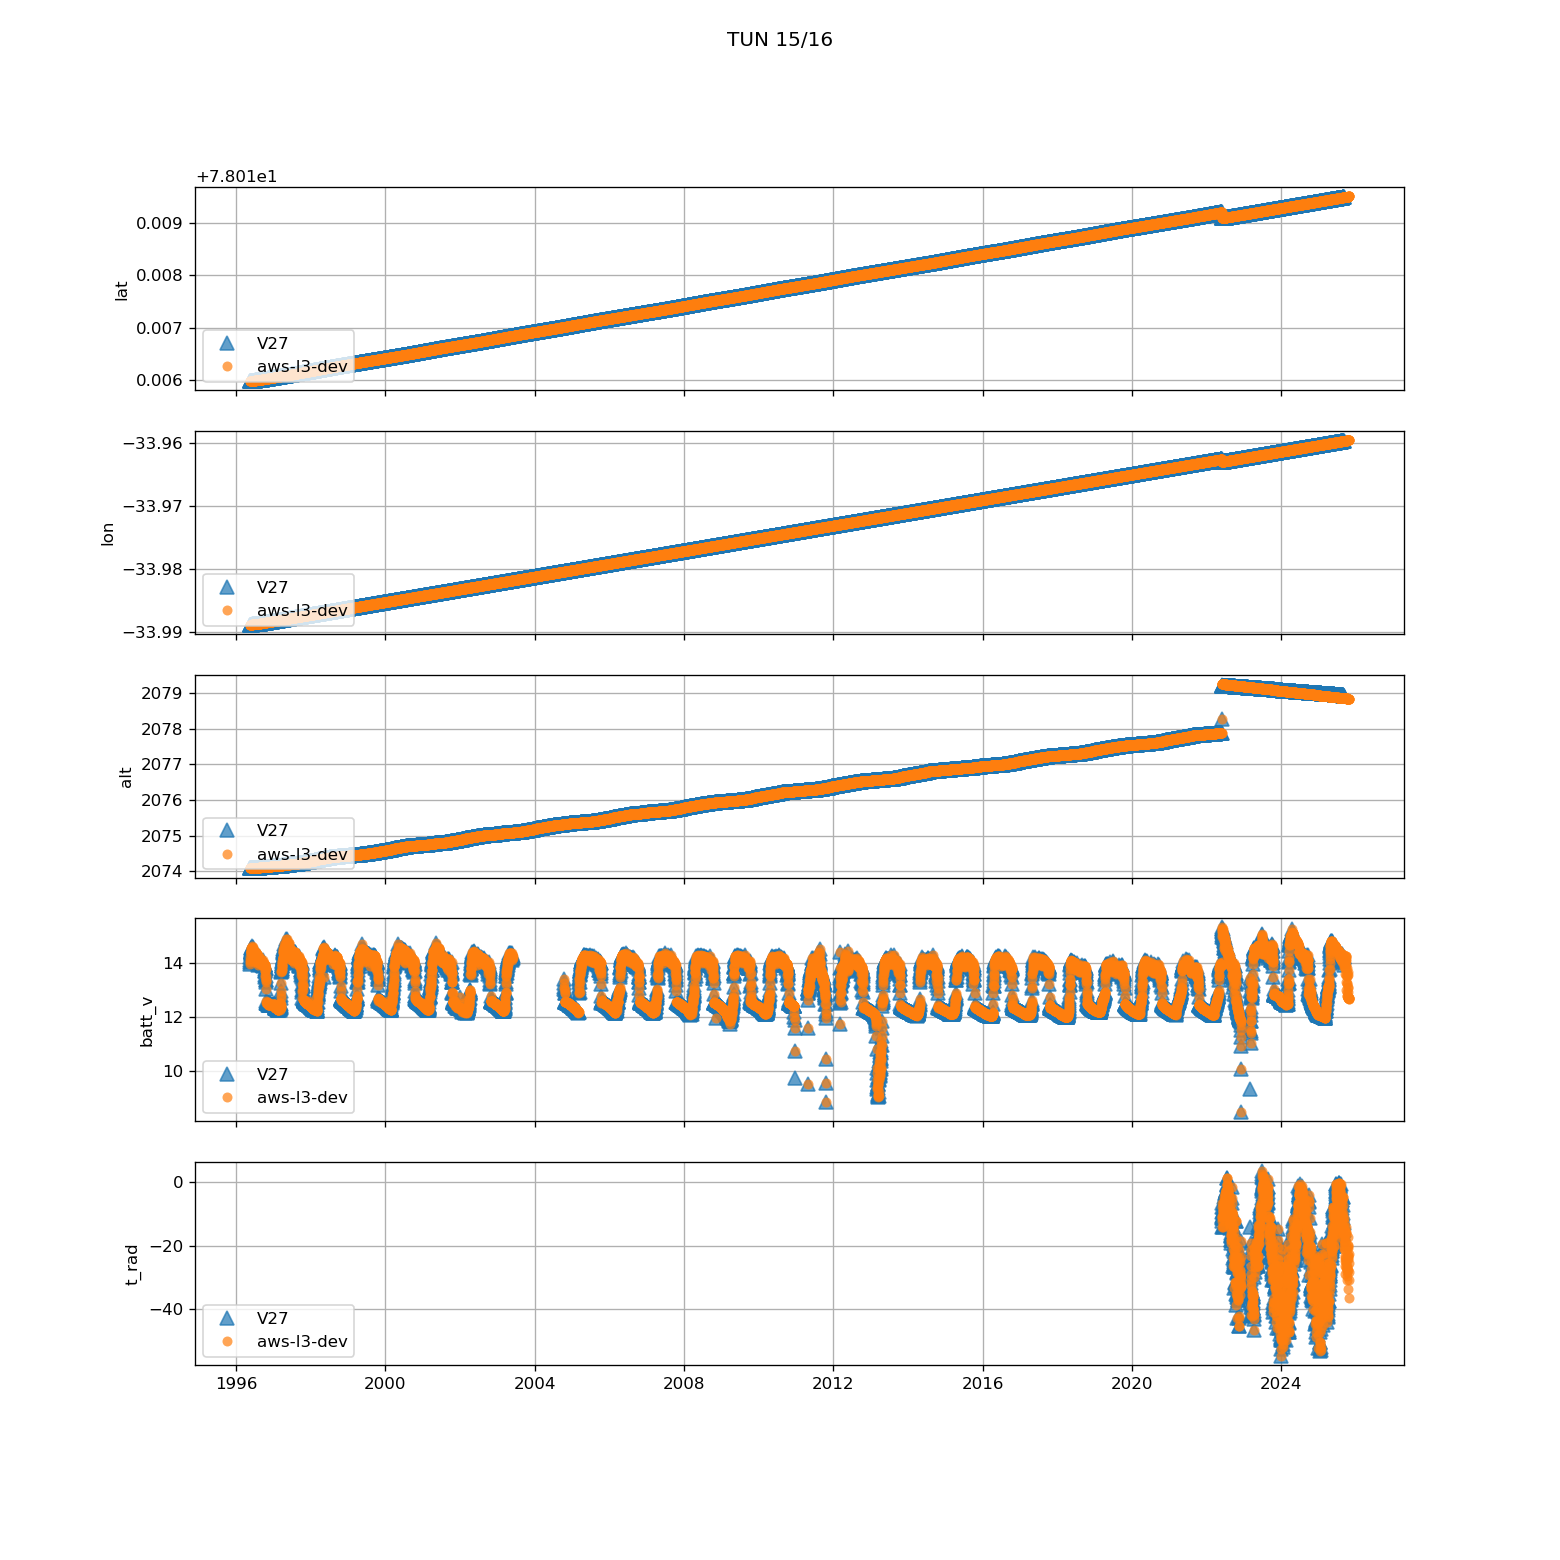 TUN 15/16
+7.801e1
0.009
0.008
0.007
0.006
lat
V27
aws-l3-dev
−33.96
−33.97
−33.98
−33.99
lon
V27
aws-l3-dev
2079
2078
2077
2076
2075
2074
alt
V27
aws-l3-dev
14
12
10
batt_v
V27
aws-l3-dev
0
−20
−40
t_rad
V27
aws-l3-dev
1996 2000 2004 2008 2012 2016 2020 2024